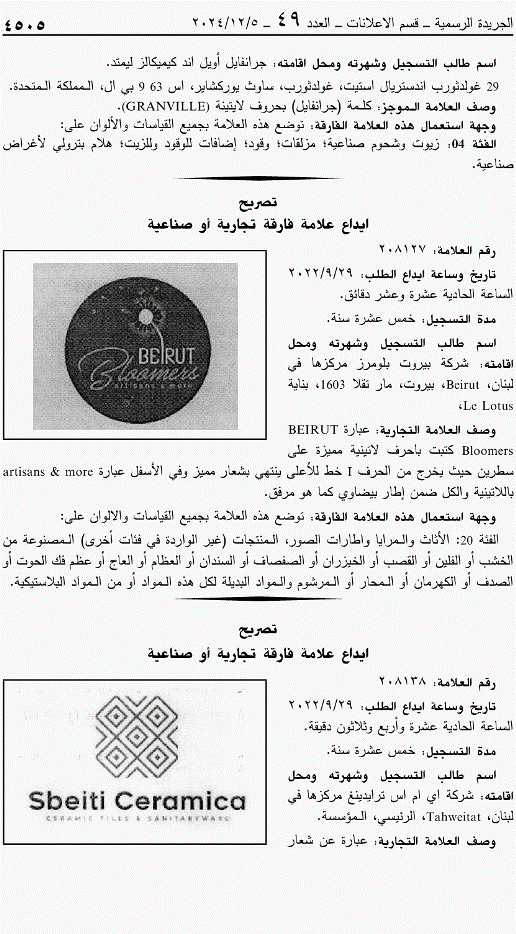 الجريدة الرسمية ــ قسم الاعلانات ــ العدد ٤٩ ــ ٢٠٢٤/١٢/٥
٤٥٠٥
اسم طالب التسجيل وشهرته ومحل اقامته: جرانفايل أويل اند كيميكالز ليمتد.
29 غولدثورب اندستريال استيت، غولدثورب، ساوث يوركشاير، اس 63 9 بي ال، المملكة المتحدة.
وصف العلامة الموجز: كلمة (جرانفايل) بحروف لاتينية (GRANVILLE).
وجهة استعمال هذه العلامة الفارقة: توضع هذه العلامة بجميع القياسات والألوان على:
الفئة 04: زيوت وشحوم صناعية؛ مزلقات؛ وقود؛ إضافات للوقود وللزيت؛ هلام بترولي لأغراض
صناعية.
تصريح
ايداع علامة فارقة تجارية أو صناعية
رقم العلامة: ٢٠٨١٢٧
تاريخ وساعة ايداع الطلب: ٢٠٢٢/٩/٢٩
الساعة الحادية عشرة وعشر دقائق.
مدة التسجيل: خمس عشرة سنة.
اسم طالب التسجيل وشهرته ومحل
اقامته: شركة بيروت بلومرز مركزها في
لبنان، Beirut، بيروت، مار تقلا 1603، بناية
Le Lotus،
BEIRUT
Bloomers
artisans & more
وصف العلامة التجارية: عبارة BEIRUT
Bloomers كتبت بأحرف لاتينية مميزة على
سطرين حيث يخرج من الحرف I خط للأعلى ينتهي بشعار مميز وفي الأسفل عبارة artisans & more
باللاتينية والكل ضمن إطار بيضاوي كما هو مرفق.
وجهة استعمال هذه العلامة الفارقة: توضع هذه العلامة بجميع القياسات والالوان على:
الفئة 20: الأثاث والمرايا واطارات الصور، المنتجات (غير الواردة في فئات أخرى) المصنوعة من
الخشب أو الفلين أو القصب أو الخيزران أو الصفصاف أو السندان أو العظام أو العاج أو عظم فك الحوت أو
الصدف أو الكهرمان أو المحار أو المرشوم والمواد البديلة لكل هذه المواد أو من المواد البلاستيكية.
تصريح
ايداع علامة فارقة تجارية أو صناعية
رقم العلامة: ٢٠٨١٣٨
تاريخ وساعة ايداع الطلب: ٢٠٢٢/٩/٢٩
الساعة الحادية عشرة وأربع وثلاثون دقيقة.
مدة التسجيل: خمس عشرة سنة.
اسم طالب التسجيل وشهرته ومحل
اقامته: شركة اي ام اس ترايدينغ مركزها في
لبنان، Tahweitat، الرئيسي، المؤسسة.
وصف العلامة التجارية: عبارة عن شعار
Sbeiti Ceramica
CERAMIC TILES & SANITARYWARE